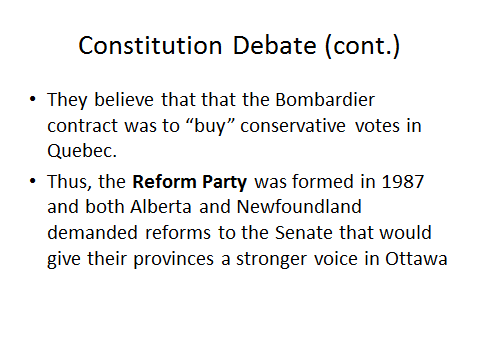 Constitution Debate (cont.)
• They believe that that the Bombardier
contract was to “buy” conservative votes in
Quebec.
• Thus, the Reform Party was formed in 1987
and both Alberta and Newfoundland
demanded reforms to the Senate that would
give their provinces a stronger voice in Ottawa